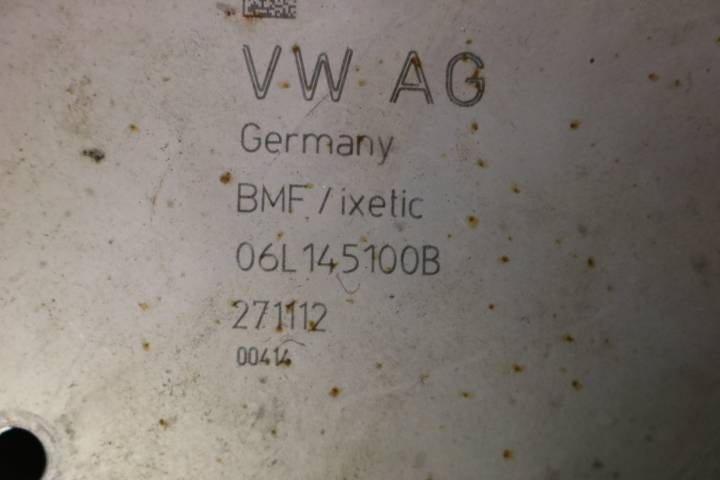 VW AG
Germany
BMF / ixetic
06L145100B
271112
00414